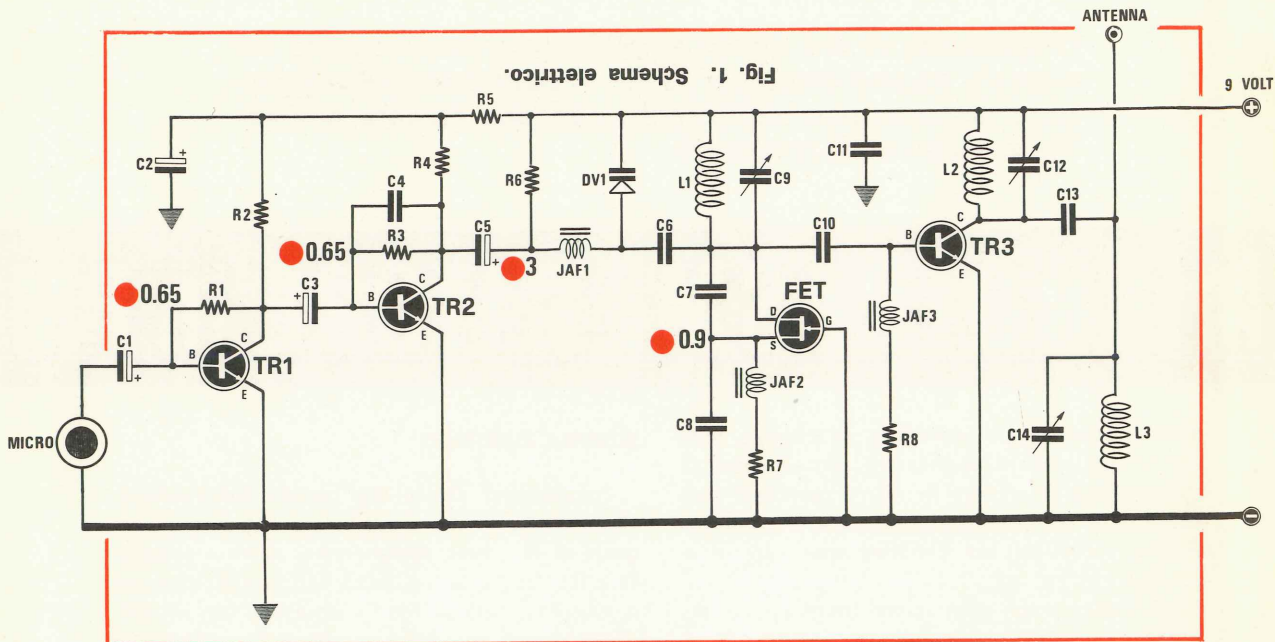 ANTENNA
Fig. 1. Schema elettrico.
9 VOLT
+
R5
C2
+
R2
R4
C4
R6
DV1
L1
C9
C11
L2
C12
C13
0.65
R3
C5
+
3
JAF1
C6
C10
B
C
E
TR3
0.65
R1
+
C3
B
C
E
TR2
C7
FET
D
G
S
JAF3
0.9
C1
+
B
C
E
TR1
JAF2
C8
R7
R8
C14
L3
MICRO
-